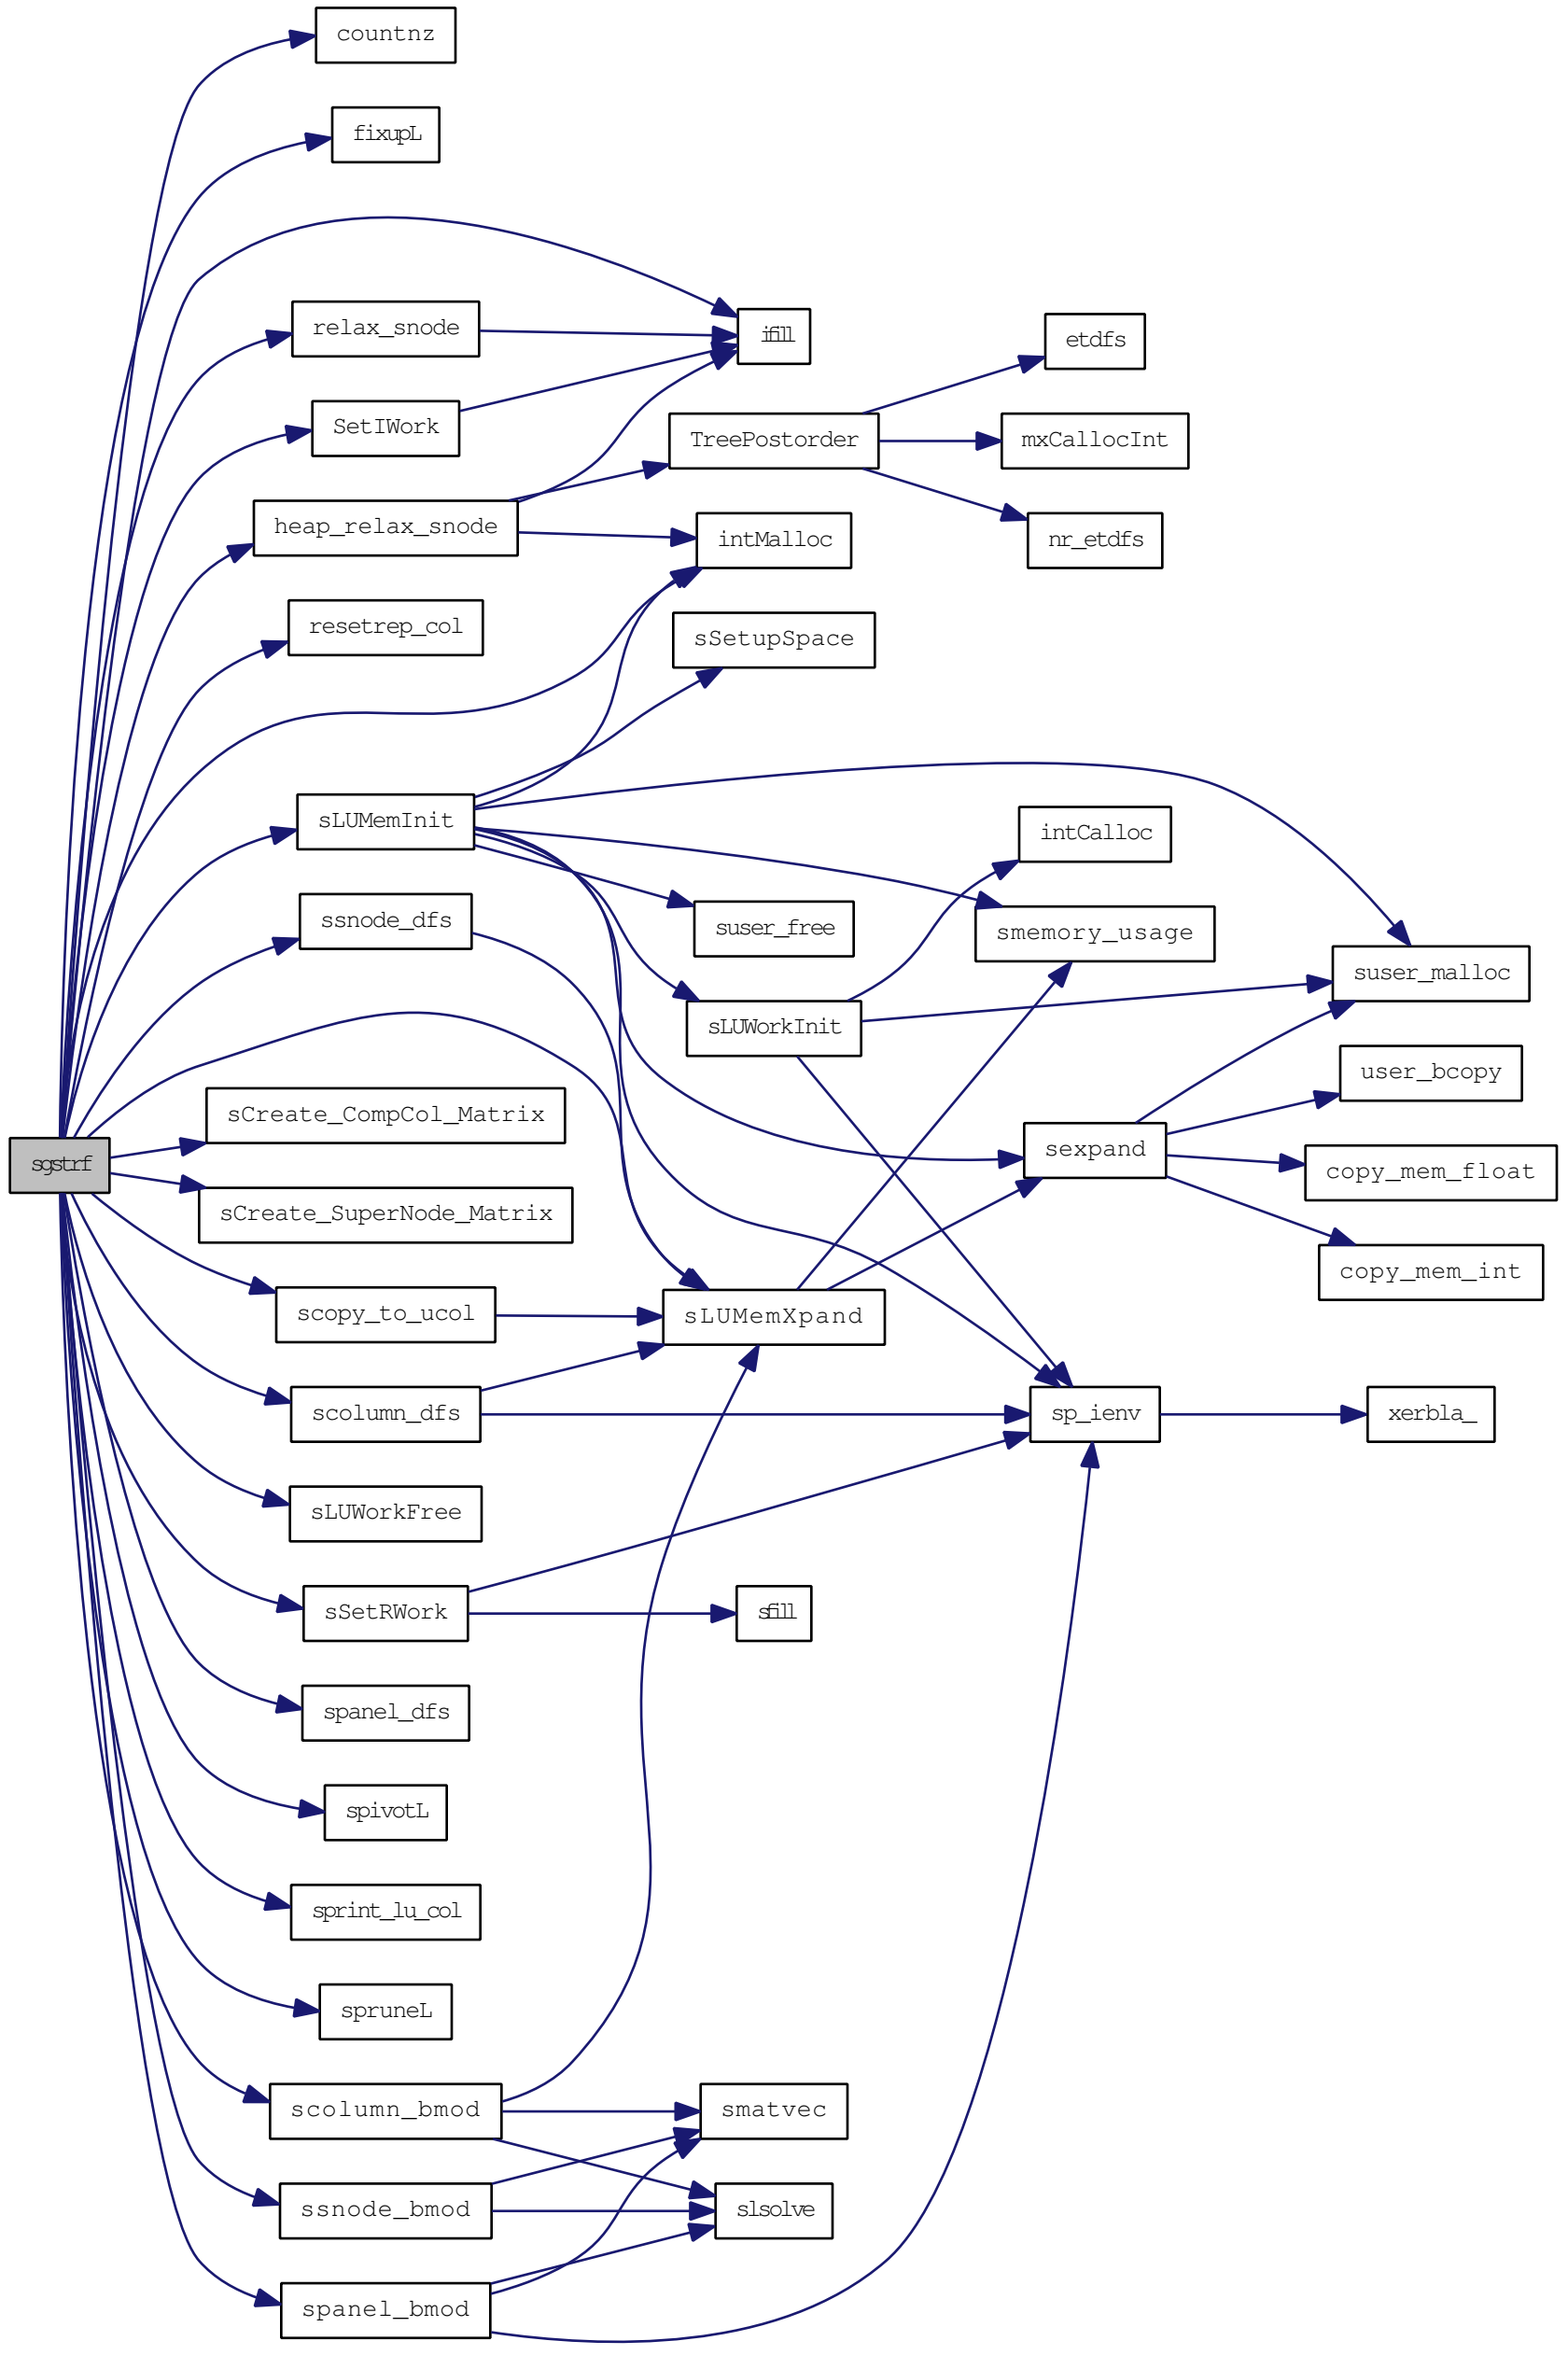 countnz
fixupL
relax_snode
ifill
etdfs
SetIWork
TreePostorder
mxCallocInt
heap_relax_snode
intMalloc
nr_etdfs
resetrep_col
sSetupSpace
sLUMemInit
intCalloc
ssnode_dfs
suser_free
smemory_usage
suser_malloc
sLUWorkInit
user_bcopy
sCreate_CompCol_Matrix
sexpand
sgstrf
copy_mem_float
sCreate_SuperNode_Matrix
copy_mem_int
scopy_to_ucol
sLUMemXpand
scolumn_dfs
sp_ienv
xerbla_
sLUWorkFree
sSetRWork
sfill
spanel_dfs
spivotL
sprint_lu_col
spruneL
scolumn_bmod
smatvec
ssnode_bmod
slsolve
spanel_bmod